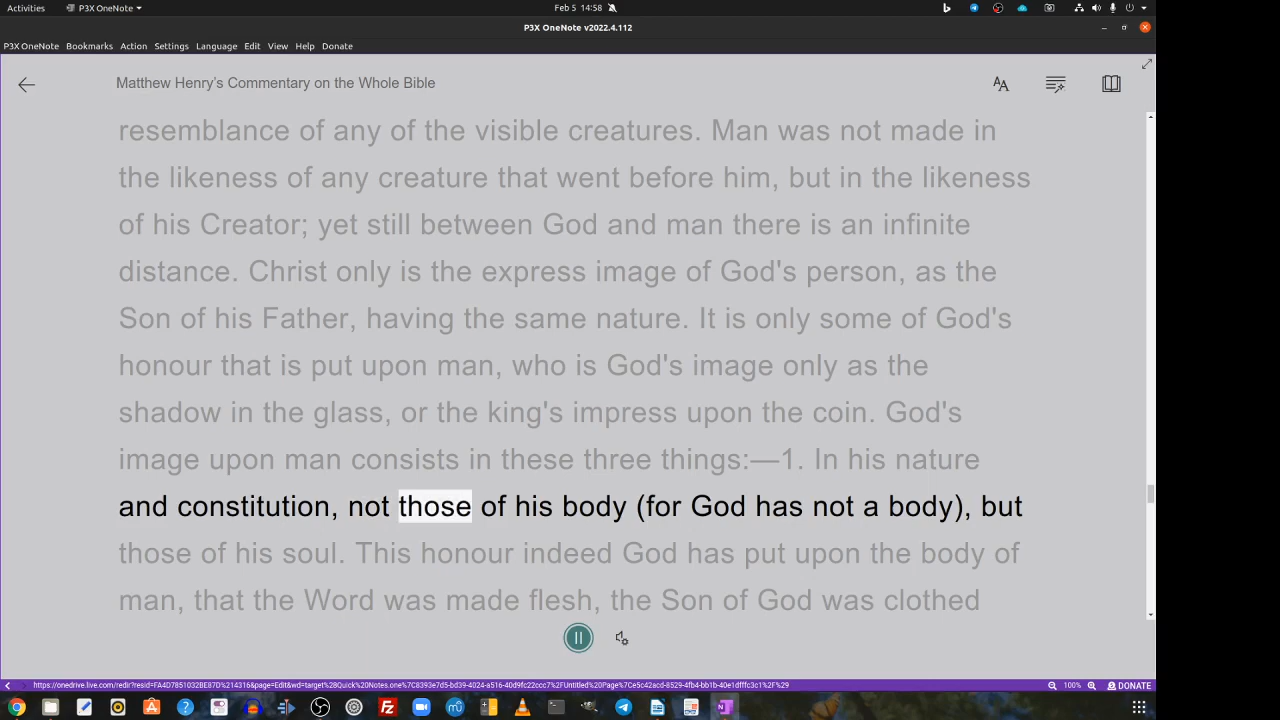 Activities
P3X OneNote
Feb 5 14:58
P3X OneNote v2022.4.112
P3X OneNote Bookmarks Action Settings Language Edit View Help Donate
Matthew Henry's Commentary on the Whole Bible
resemblance of any of the visible creatures. Man was not made in
the likeness of any creature that went before him, but in the likeness
of his Creator; yet still between God and man there is an infinite
distance. Christ only is the express image of God's person, as the
Son of his Father, having the same nature. It is only some of God's
honour that is put upon man, who is God's image only as the
shadow in the glass, or the king's impress upon the coin. God's
image upon man consists in these three things:—1. In his nature
and constitution, not those of his body (for God has not a body), but
those of his soul. This honour indeed God has put upon the body of
man, that the Word was made flesh, the Son of God was clothed
100% DONATE